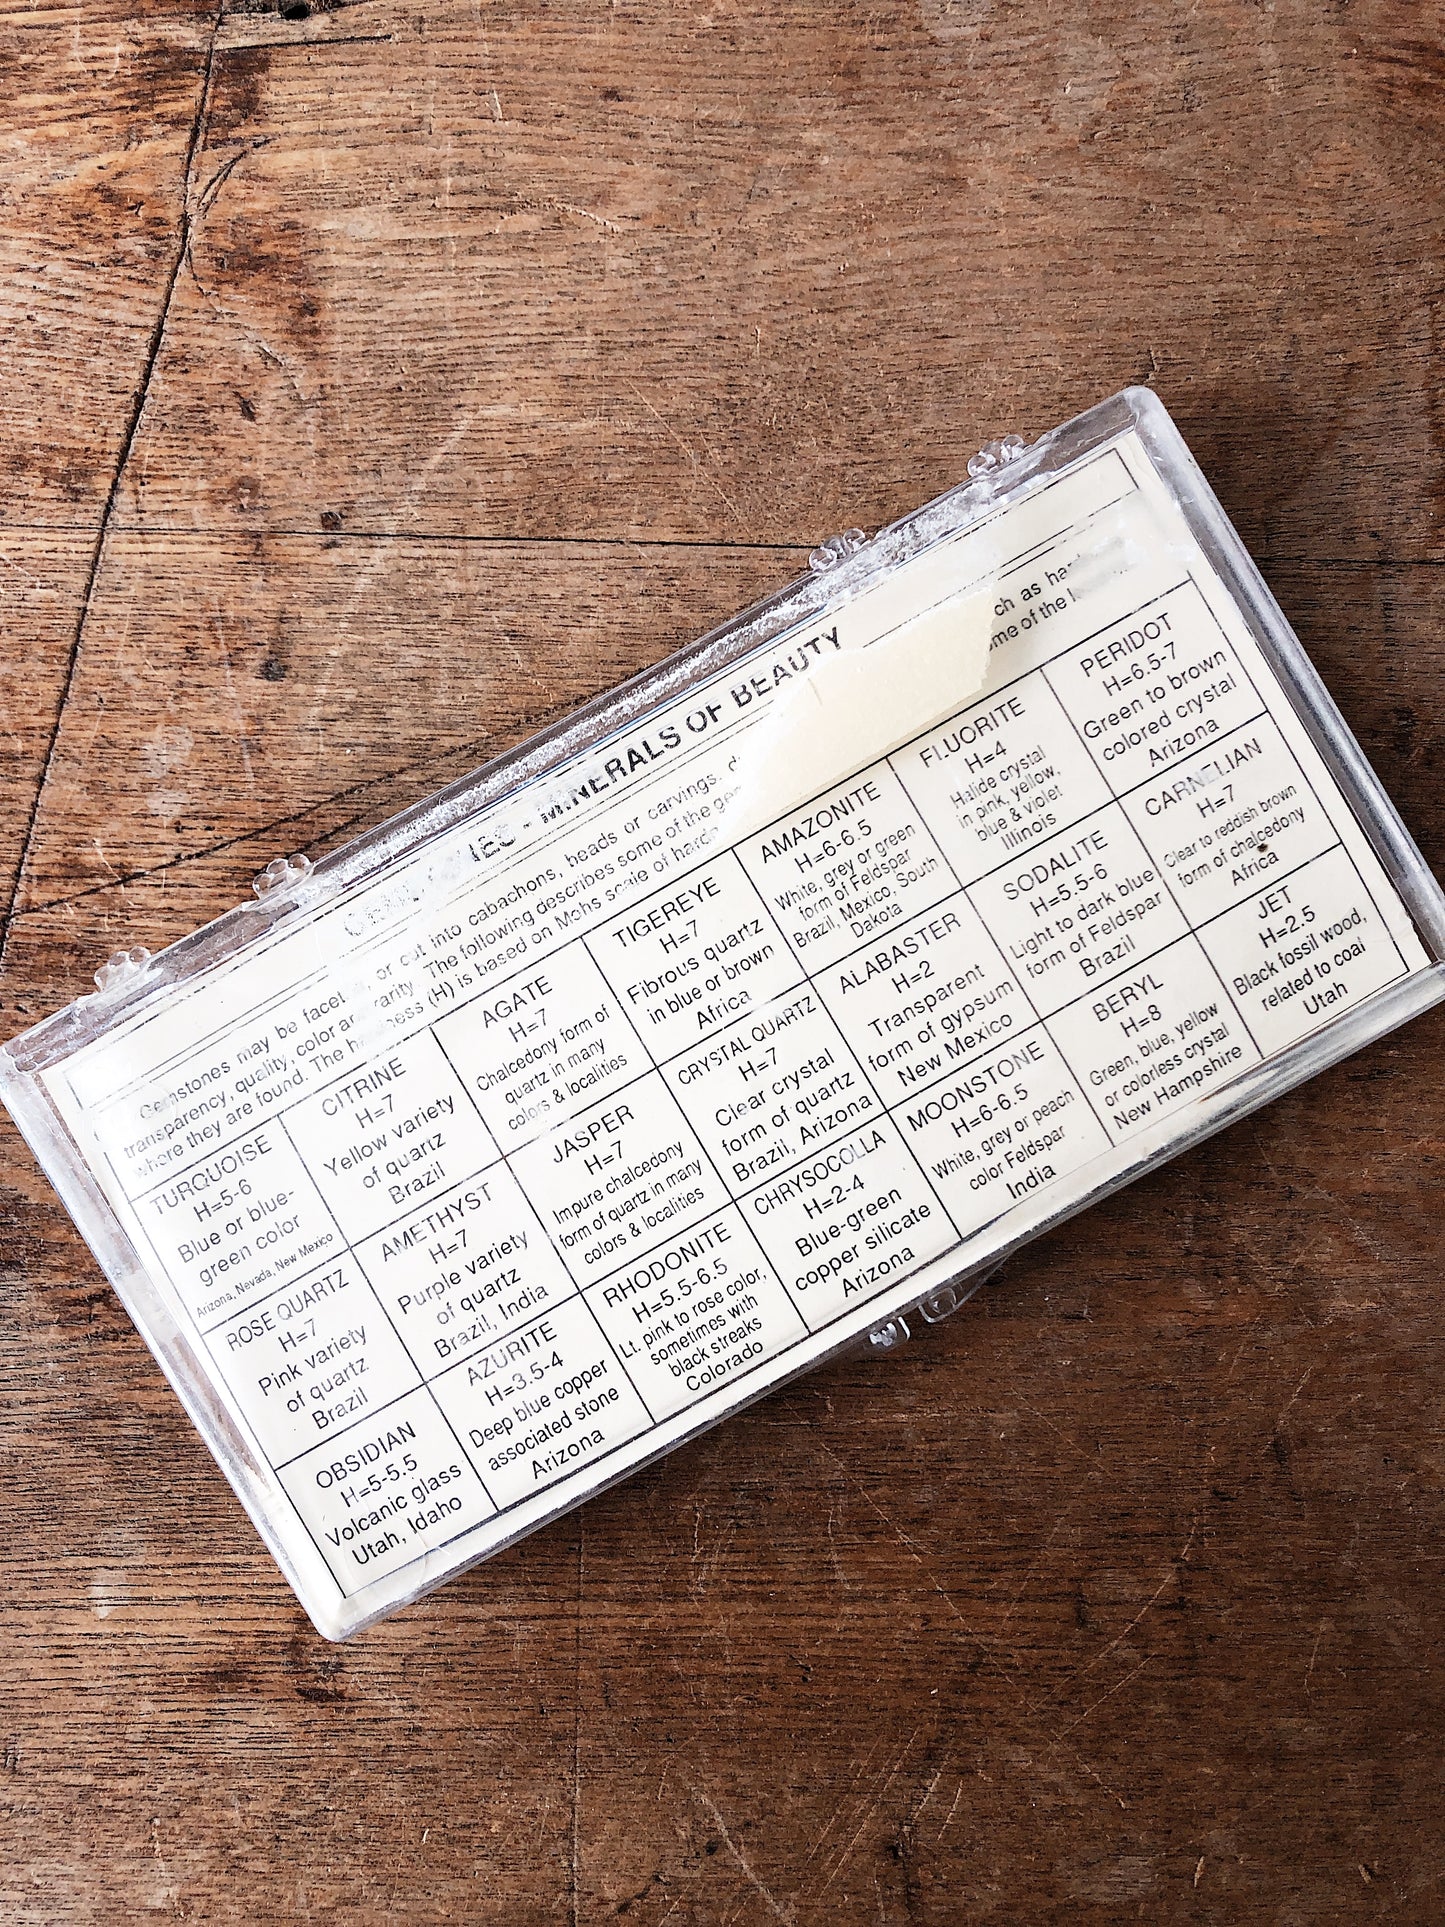 MINERALS OF BEAUTY
Gemstones may be or cut into cabachons, beads or carvings. ch as
transparency, quality, color rarity. The following describes some of the of the
where they are found. The (H) is based on Mohs scale of
TURQUOISE
H=5-6
Blue or blue-
green color
Arizona, Nevada, New Mexico
CITRINE
H=7
Yellow variety
of quartz
Brazil
AGATE
H=7
Chalcedony form of
quartz in many
colors & localities
TIGEREYE
H=7
Fibrous quartz
in blue or brown
Africa
AMAZONITE
H=6-6.5
White, grey or green
form of Feldspar
Brazil, Mexico, South
Dakota
FLUORITE
H=4
Halide crystal
in pink, yellow,
blue & violet
Illinois
PERIDOT
H=6.5-7
Green to brown
colored crystal
Arizona
ROSE QUARTZ
H=7
Pink variety
of quartz
Brazil
AMETHYST
H=7
Purple variety
of quartz
Brazil, India
JASPER
H=7
Impure chalcedony
form of quartz in many
colors & localities
CRYSTAL QUARTZ
H=7
Clear crystal
form of quartz
Brazil, Arizona
ALABASTER
H=2
Transparent
form of gypsum
New Mexico
SODALITE
H=5.5-6
Light to dark blue
form of Feldspar
Brazil
CARNELIAN
H=7
Clear to reddish brown
form of chalcedony
Africa
OBSIDIAN
H=5-5.5
Volcanic glass
Utah, Idaho
AZURITE
H=3.5-4
Deep blue copper
associated stone
Arizona
RHODONITE
H=5.5-6.5
Lt. pink to rose color,
sometimes with
black streaks
Colorado
CHRYSOCOLLA
H=2-4
Blue-green
copper silicate
Arizona
MOONSTONE
H=6-6.5
White, grey or peach
color Feldspar
India
BERYL
H=8
Green, blue, yellow
or colorless crystal
New Hampshire
JET
H=2.5
Black fossil wood,
related to coal
Utah